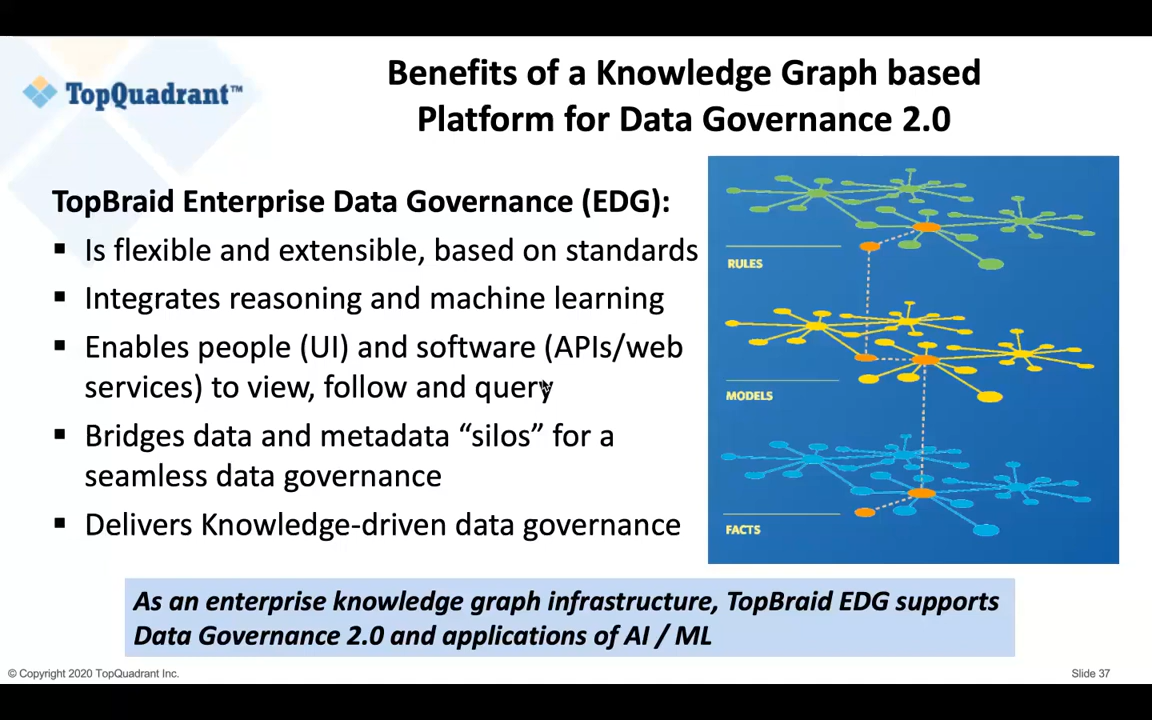 TopQuadrant™
Benefits of a Knowledge Graph based
Platform for Data Governance 2.0
TopBraid Enterprise Data Governance (EDG):
▪ Is flexible and extensible, based on standards
▪ Integrates reasoning and machine learning
▪ Enables people (UI) and software (APIs/web
services) to view, follow and query
▪ Bridges data and metadata “silos” for a
seamless data governance
▪ Delivers Knowledge-driven data governance
RULES
MODELS
FACTS
As an enterprise knowledge graph infrastructure, TopBraid EDG supports
Data Governance 2.0 and applications of AI / ML
© Copyright 2020 TopQuadrant Inc.
Slide 37